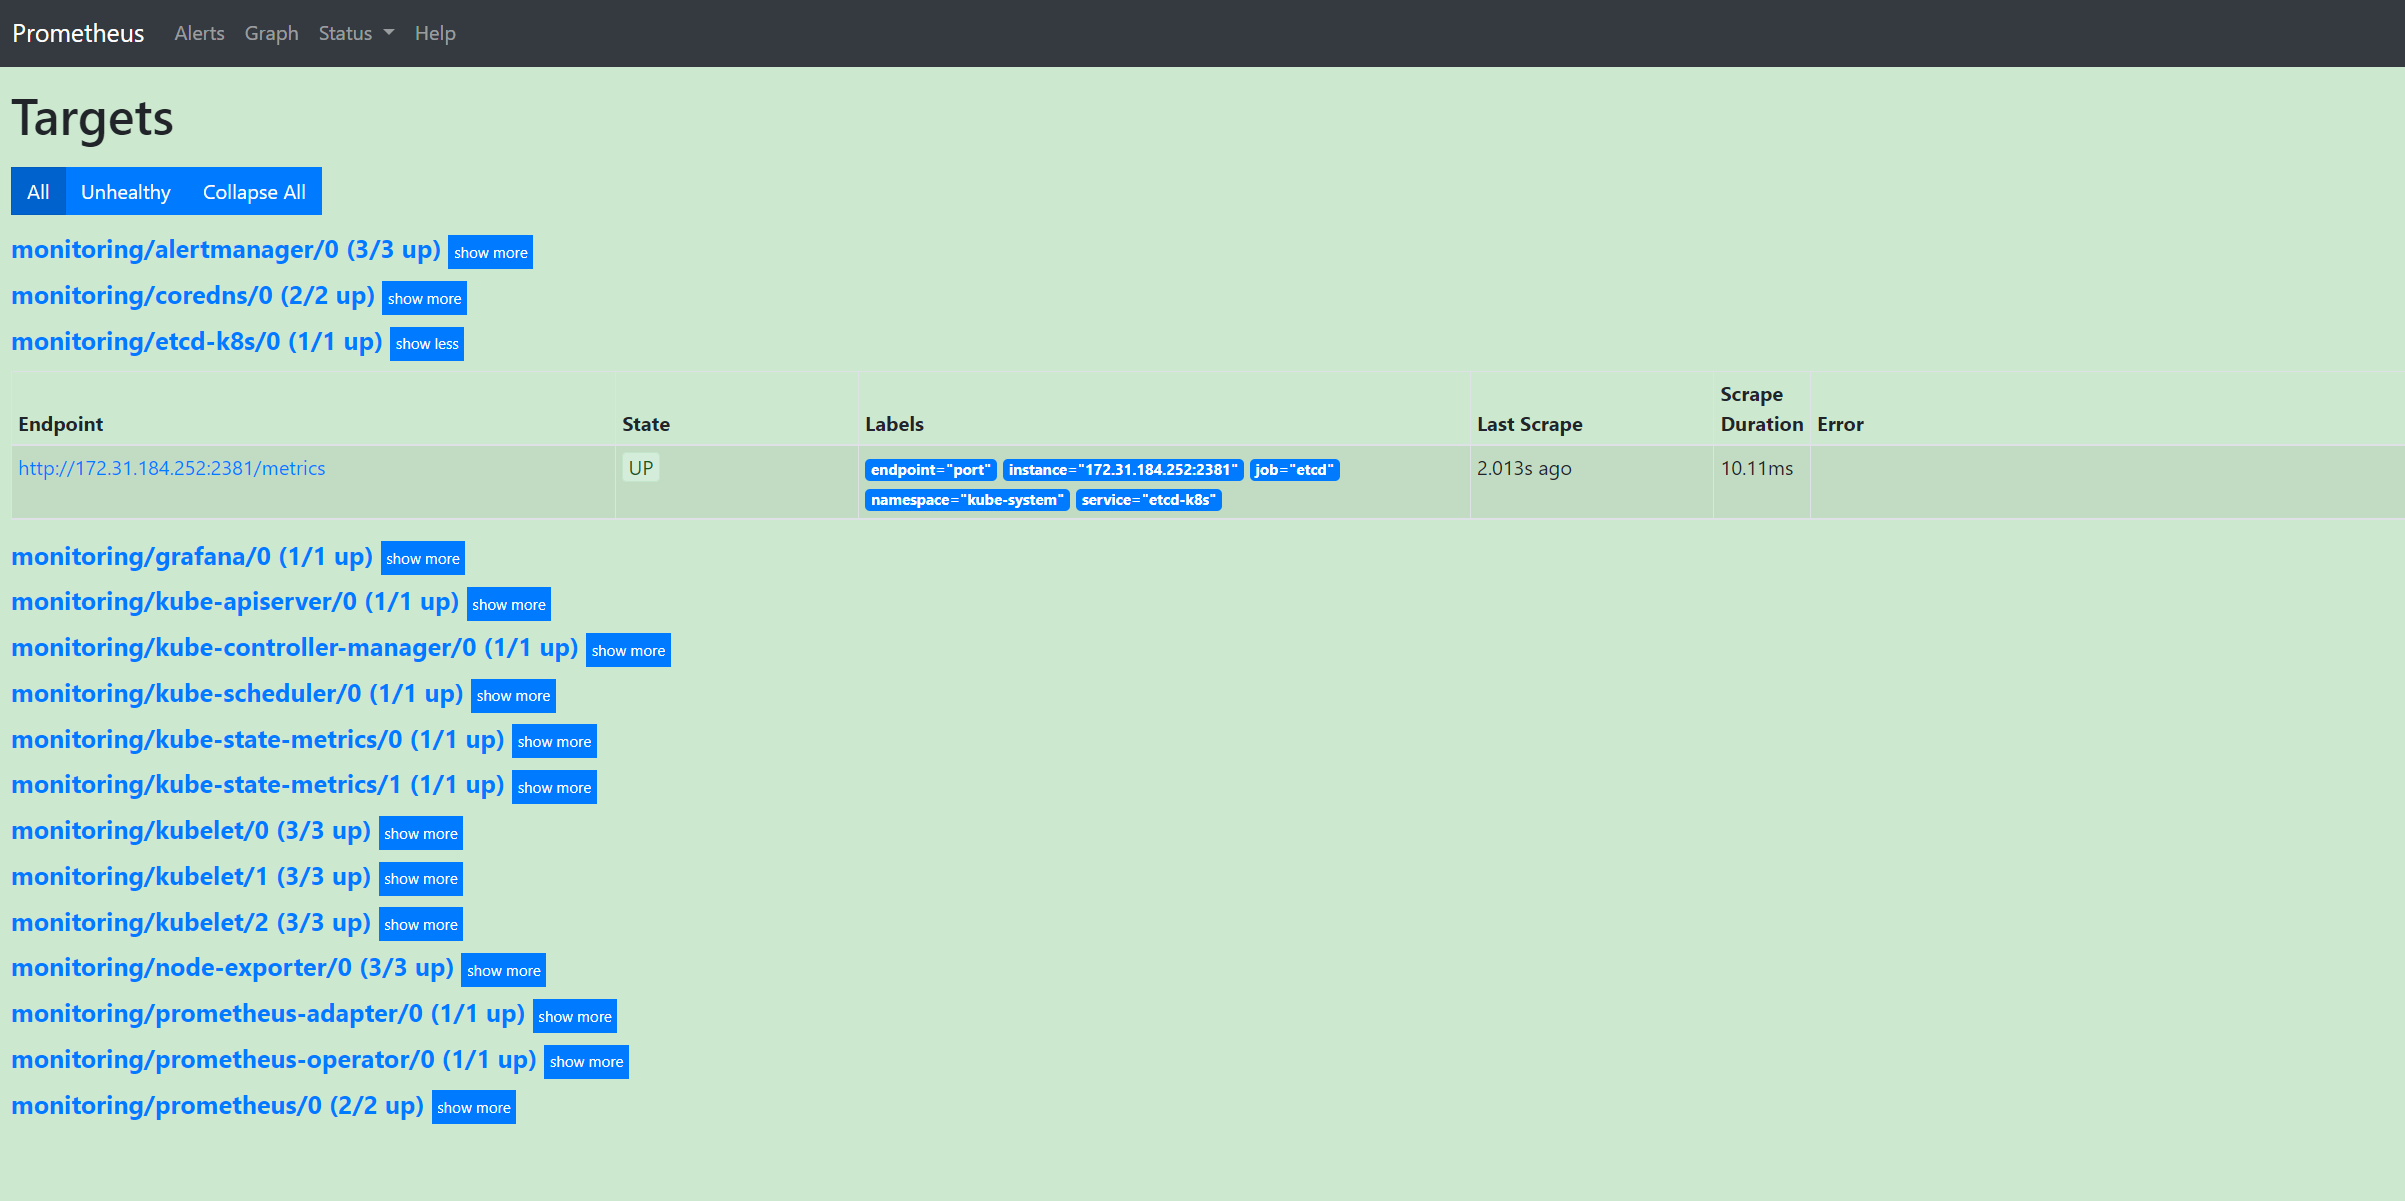 Prometheus Alerts Graph Status Help
Targets
All Unhealthy Collapse All
monitoring/alertmanager/0 (3/3 up) show more
monitoring/coredns/0 (2/2 up) show more
monitoring/etcd-k8s/0 (1/1 up) show less
Endpoint State Labels Last Scrape Scrape Duration Error
http://172.31.184.252:2381/metrics UP endpoint="port" instance="172.31.184.252:2381" job="etcd" 2.013s ago 10.11ms
namespace="kube-system" service="etcd-k8s"
monitoring/grafana/0 (1/1 up) show more
monitoring/kube-apiserver/0 (1/1 up) show more
monitoring/kube-controller-manager/0 (1/1 up) show more
monitoring/kube-scheduler/0 (1/1 up) show more
monitoring/kube-state-metrics/0 (1/1 up) show more
monitoring/kube-state-metrics/1 (1/1 up) show more
monitoring/kubelet/0 (3/3 up) show more
monitoring/kubelet/1 (3/3 up) show more
monitoring/kubelet/2 (3/3 up) show more
monitoring/node-exporter/0 (3/3 up) show more
monitoring/prometheus-adapter/0 (1/1 up) show more
monitoring/prometheus-operator/0 (1/1 up) show more
monitoring/prometheus/0 (2/2 up) show more